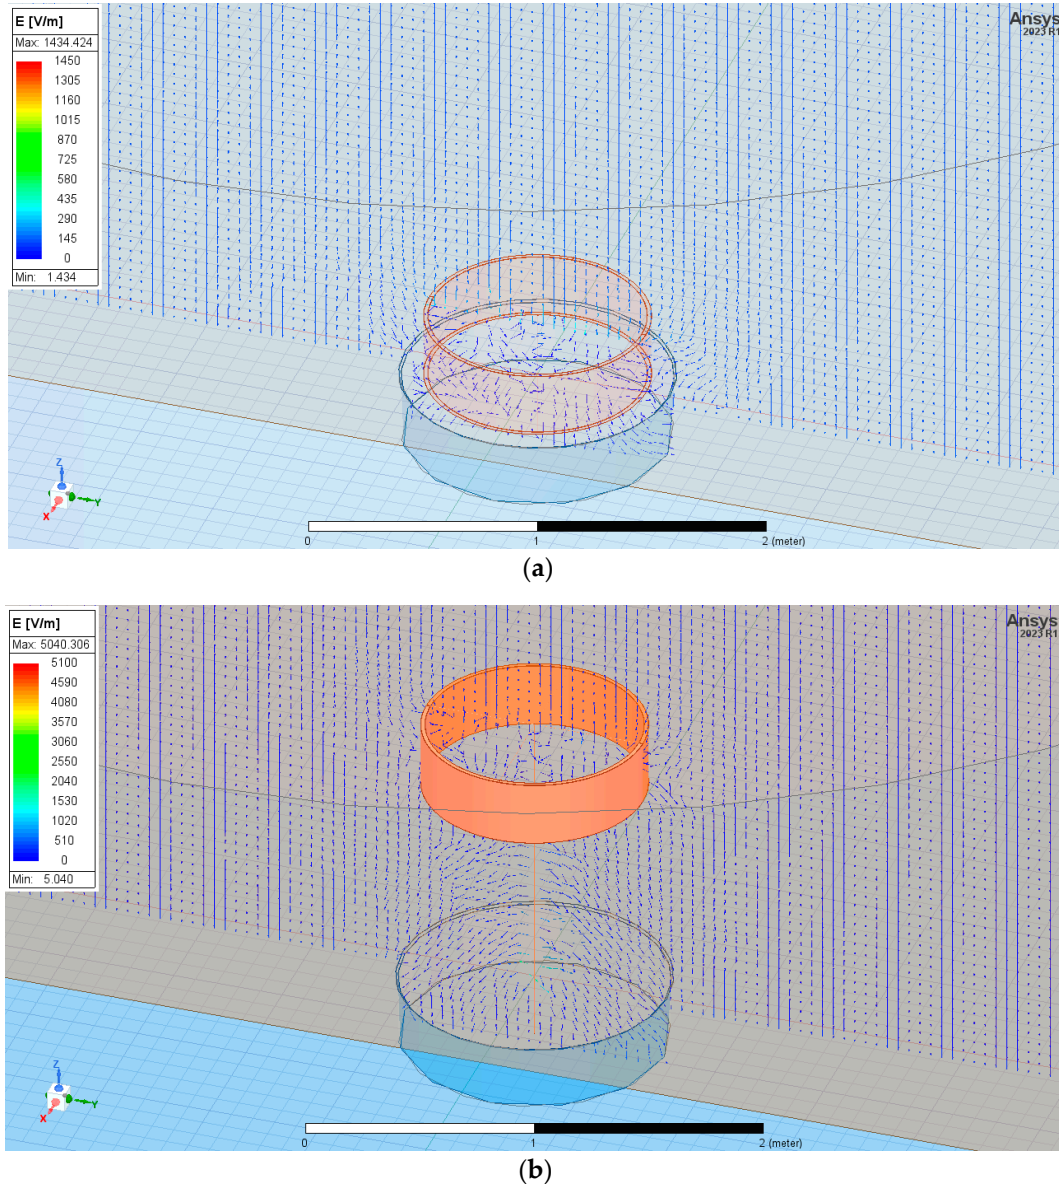 E [V/m]
Max: 1434.424
1450
1305
1160
1015
870
725
580
435
290
145
0
Min: 1.434
Ansys
2023 R1
Z
Y
X
0
1
2 (meter)
(a)
E [V/m]
Max: 5040.306
5100
4590
4080
3570
3060
2550
2040
1530
1020
510
0
Min: 5.040
Ansys
2023 R1
Z
Y
X
0
1
2 (meter)
(b)